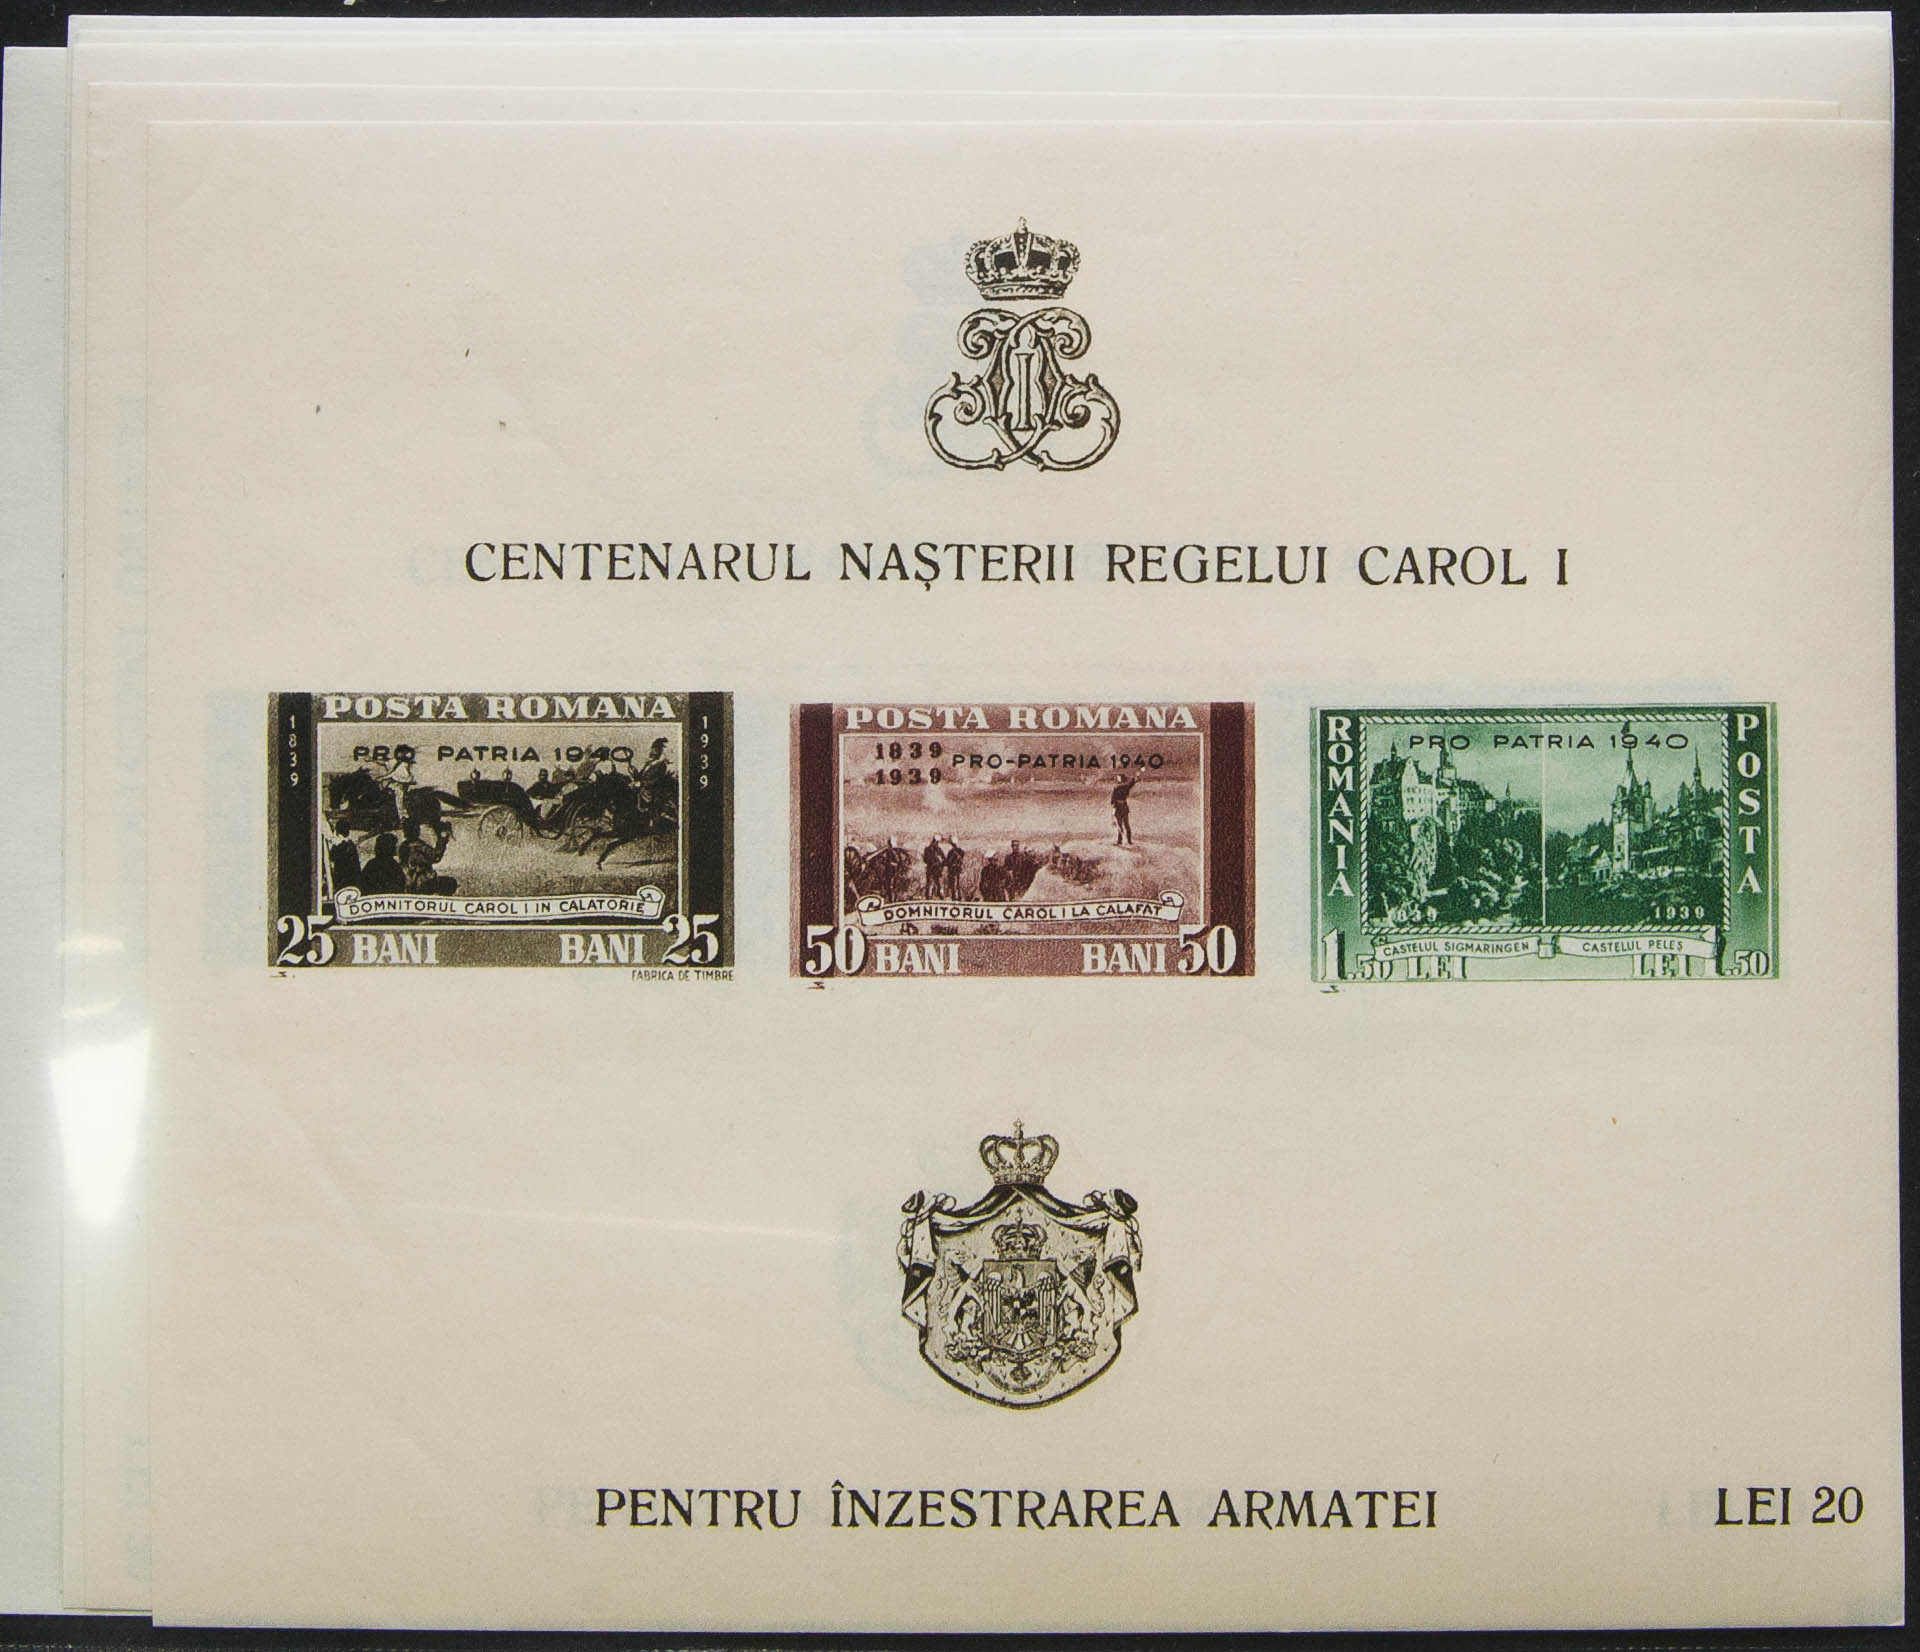 CENTENARUL NAȘTERII REGELUI CAROL I
POSTA ROMANA
1839
1939
PRO PATRIA 1940
DOMNITORUL CAROL I IN CALATORIE
25 BANI BANI 25
FABRICA DE TIMBRE
POSTA ROMANA
1839
1939
PRO-PATRIA 1940
DOMNITORUL CAROL I LA CALAFAT
50 BANI BANI 50
ROMANIA
POSTA
PRO PATRIA 1940
1839 1939
CASTELUL SIGMARINGEN CASTELUL PELEȘ
1.50 LEI LEI 1.50
PENTRU ÎNZESTRAREA ARMATEI
LEI 20